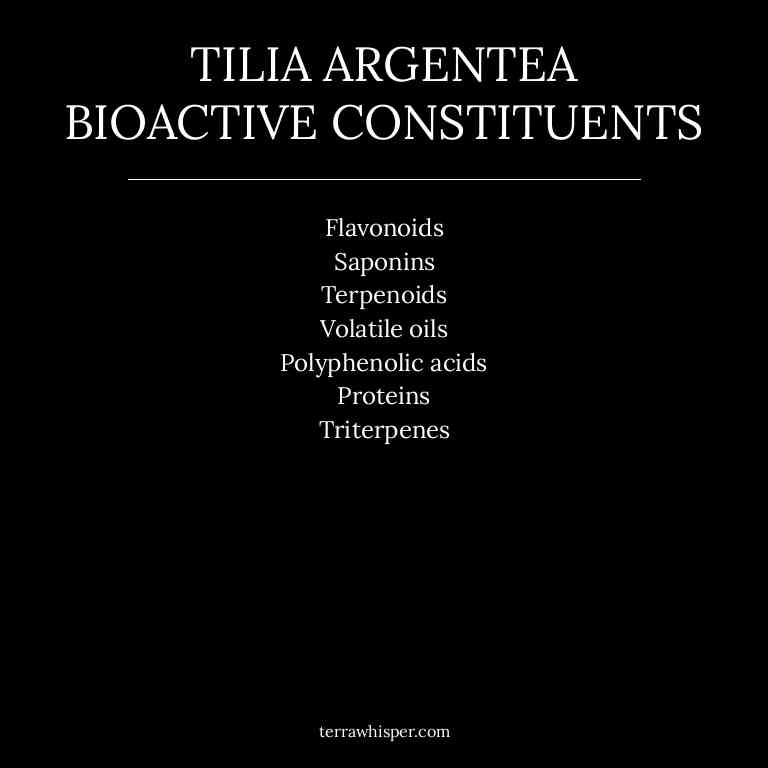 TILIA ARGENTEA
BIOACTIVE CONSTITUENTS
Flavonoids
Saponins
Terpenoids
Volatile oils
Polyphenolic acids
Proteins
Triterpenes
terrawhisper.com